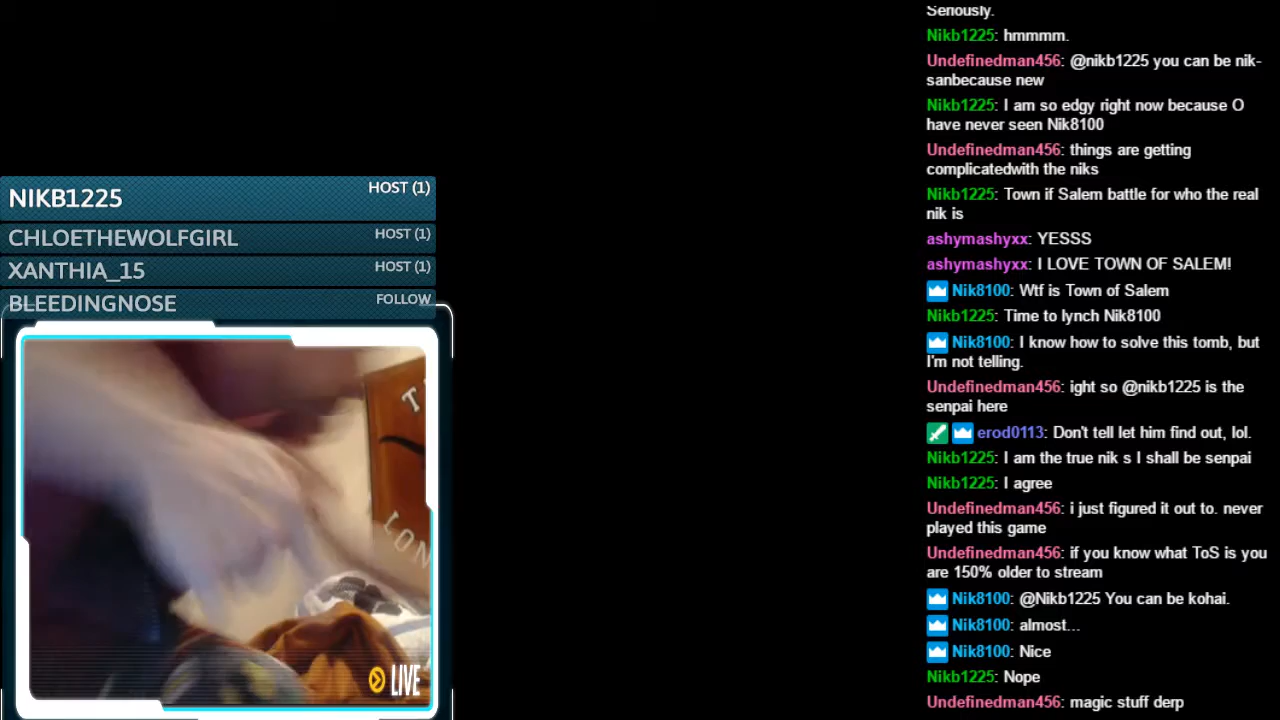 NIKB1225 HOST (1)
CHLOETHEWOLFGIRL HOST (1)
XANTHIA_15 HOST (1)
BLEEDINGNOSE FOLLOW
T
LON
LIVE
Seriously.
Nikb1225: hmmmm.
Undefinedman456: @nikb1225 you can be nik-
sanbecause new
Nikb1225: I am so edgy right now because O
have never seen Nik8100
Undefinedman456: things are getting
complicatedwith the niks
Nikb1225: Town if Salem battle for who the real
nik is
ashymashyxx: YESSS
ashymashyxx: I LOVE TOWN OF SALEM!
Nik8100: Wtf is Town of Salem
Nikb1225: Time to lynch Nik8100
Nik8100: I know how to solve this tomb, but
I'm not telling.
Undefinedman456: ight so @nikb1225 is the
senpai here
erod0113: Don't tell let him find out, lol.
Nikb1225: I am the true nik s I shall be senpai
Nikb1225: I agree
Undefinedman456: i just figured it out to. never
played this game
Undefinedman456: if you know what ToS is you
are 150% older to stream
Nik8100: @Nikb1225 You can be kohai.
Nik8100: almost...
Nik8100: Nice
Nikb1225: Nope
Undefinedman456: magic stuff derp